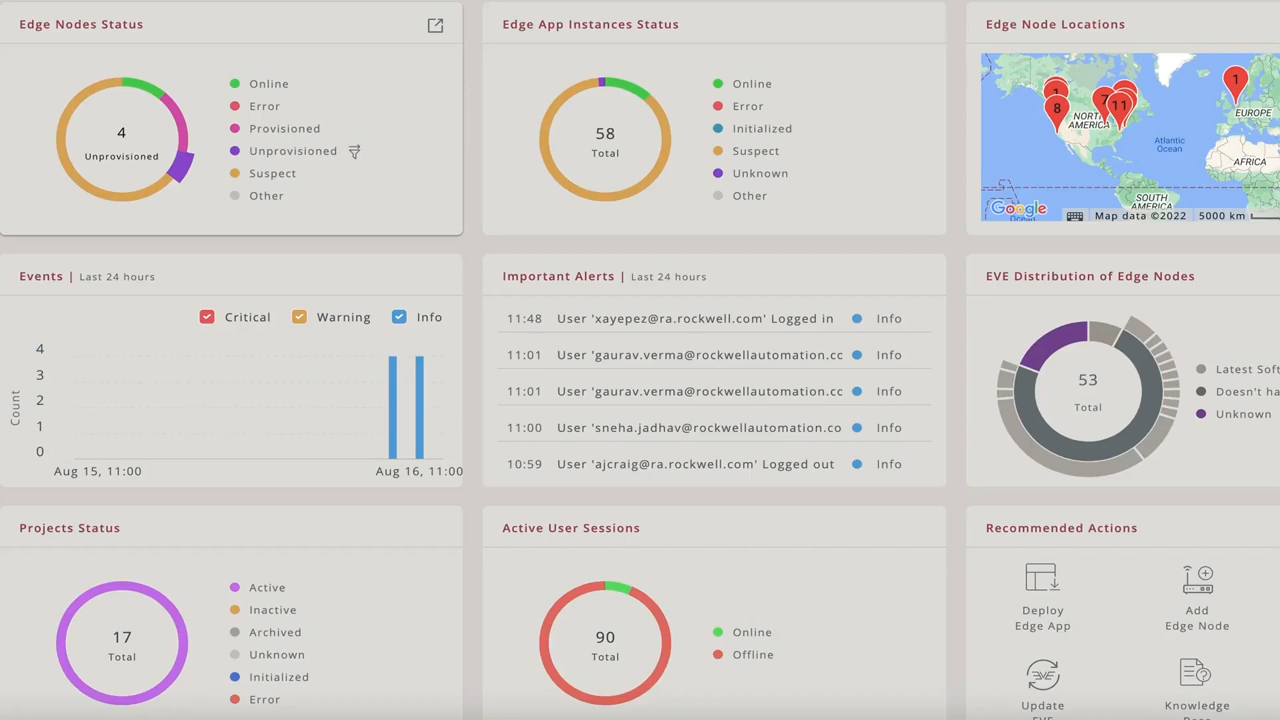 Edge Nodes Status
4
Unprovisioned
Online
Error
Provisioned
Unprovisioned
Suspect
Other
Edge App Instances Status
58
Total
Online
Error
Initialized
Suspect
Unknown
Other
Edge Node Locations
1
8
7
11
1
NORTH
AMERICA
EUROPE
Atlantic
Ocean
AFRICA
SOUTH
AMERICA
Google
Ocean
Map data ©2022
5000 km
Events | Last 24 hours
Critical
Warning
Info
Count
4
3
2
1
0
Aug 15, 11:00
Aug 16, 11:00
Important Alerts | Last 24 hours
11:48 User 'xayepez@ra.rockwell.com' Logged in Info
11:01 User 'gaurav.verma@rockwellautomation.cc Info
11:01 User 'gaurav.verma@rockwellautomation.cc Info
11:00 User 'sneha.jadhav@rockwellautomation.co Info
10:59 User 'ajcraig@ra.rockwell.com' Logged out Info
EVE Distribution of Edge Nodes
53
Total
Latest Soft
Doesn't ha
Unknown
Projects Status
17
Total
Active
Inactive
Archived
Unknown
Initialized
Error
Active User Sessions
90
Total
Online
Offline
Recommended Actions
Deploy
Edge App
Add
Edge Node
EVE
Update
EVE
Knowledge
Base